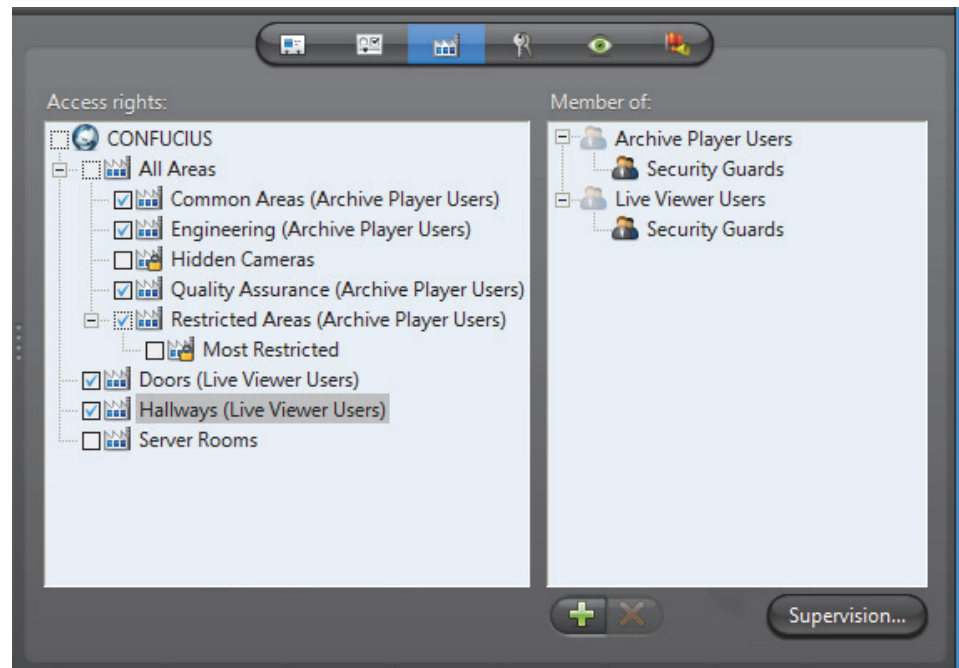 Access rights:
CONFUCIUS
All Areas
Common Areas (Archive Player Users)
Engineering (Archive Player Users)
Hidden Cameras
Quality Assurance (Archive Player Users)
Restricted Areas (Archive Player Users)
Most Restricted
Doors (Live Viewer Users)
Hallways (Live Viewer Users)
Server Rooms
Member of:
Archive Player Users
Security Guards
Live Viewer Users
Security Guards
Supervision...